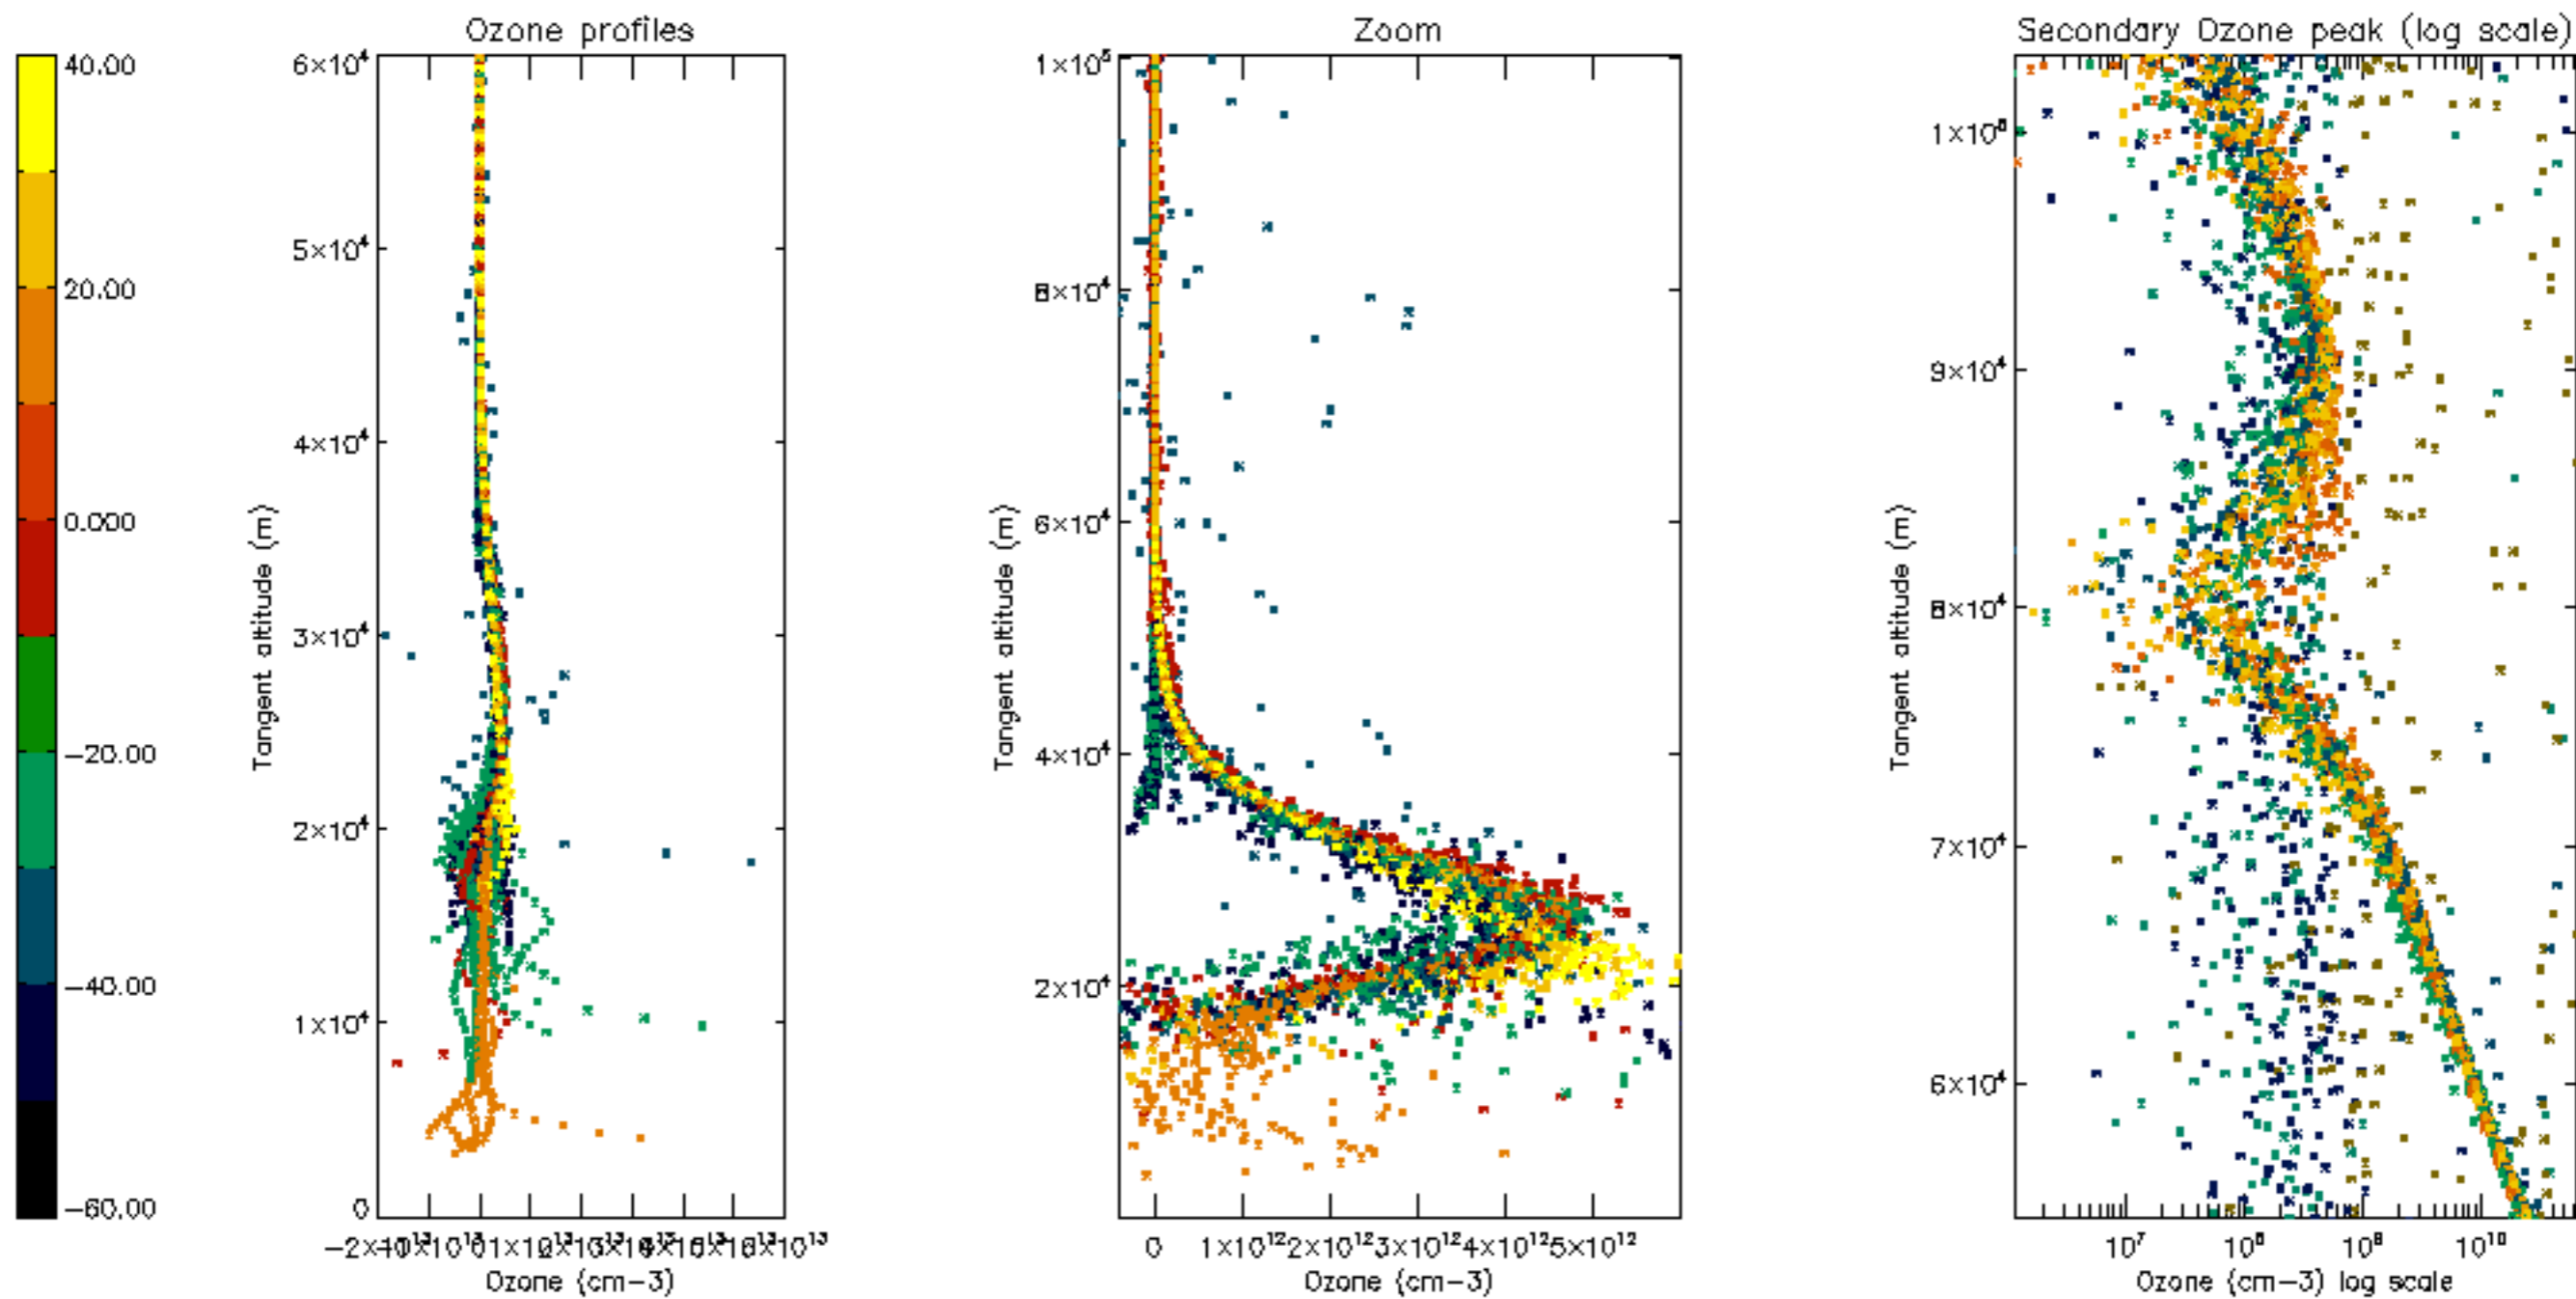 Ozone profiles
Zoom
Secondary Ozone peak (log scale)
40.00
20.00
0.000
−20.00
−40.00
−60.00
6×10⁴
5×10⁴
4×10⁴
3×10⁴
2×10⁴
1×10⁴
0
Tangent altitude (m)
Ozone (cm−3)
1×10⁵
8×10⁴
6×10⁴
4×10⁴
2×10⁴
Tangent altitude (m)
0 1×10¹² 2×10¹² 3×10¹² 4×10¹² 5×10¹²
Ozone (cm−3)
9×10⁴
8×10⁴
7×10⁴
6×10⁴
Tangent altitude (m)
10⁷ 10⁸ 10⁹ 10¹⁰
Ozone (cm−3) log scale